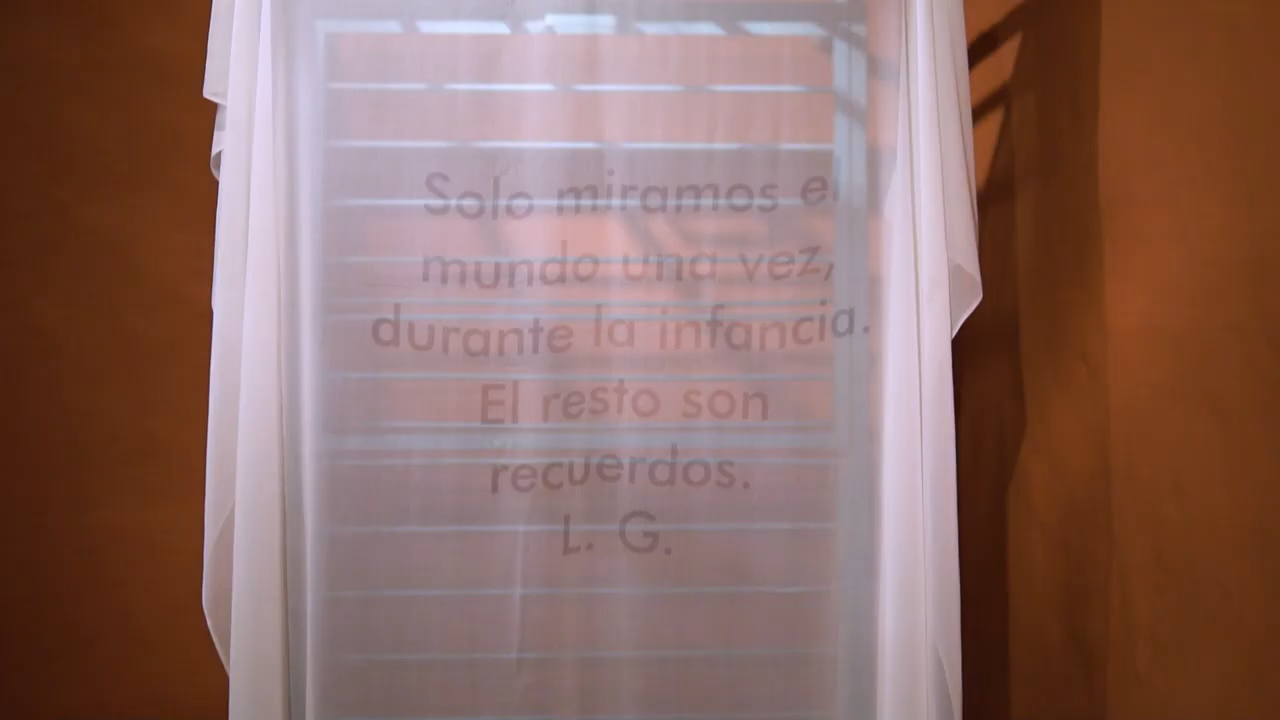 Solo miramos el
mundo una vez,
durante la infancia.
El resto son
recuerdos.
L. G.